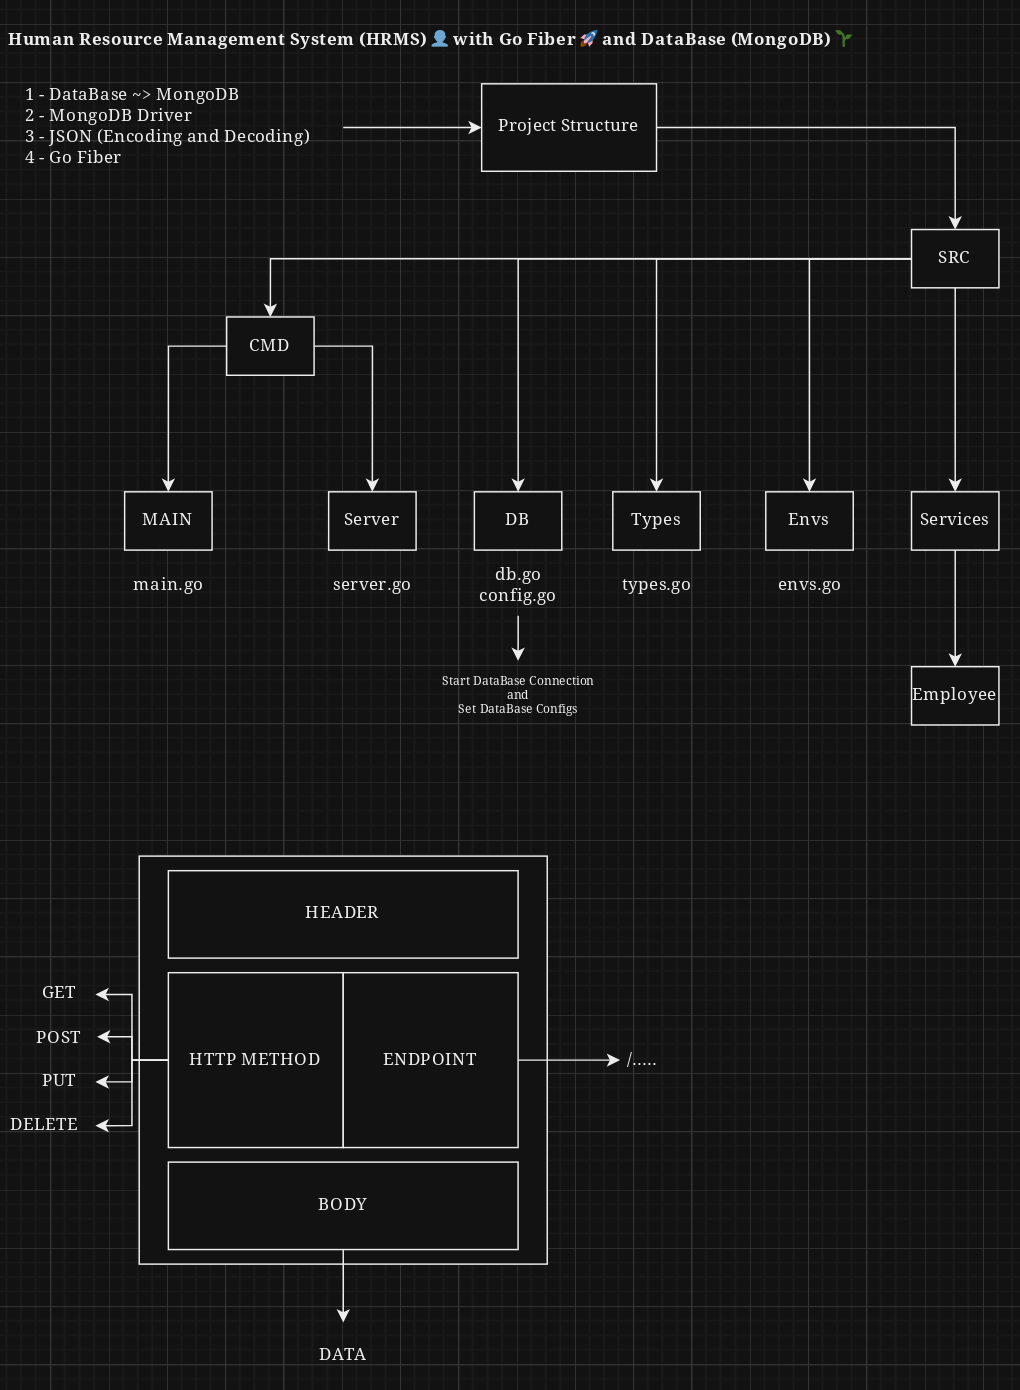 Human Resource Management System (HRMS) 👤 with Go Fiber 🚀 and DataBase (MongoDB) 🌱
1 - DataBase ~> MongoDB
2 - MongoDB Driver
3 - JSON (Encoding and Decoding)
4 - Go Fiber
Project Structure
SRC
CMD
MAIN
Server
DB
Types
Envs
Services
main.go
server.go
db.go
config.go
types.go
envs.go
Start DataBase Connection
and
Set DataBase Configs
Employee
HEADER
GET
POST
PUT
DELETE
HTTP METHOD
ENDPOINT
/.....
BODY
DATA